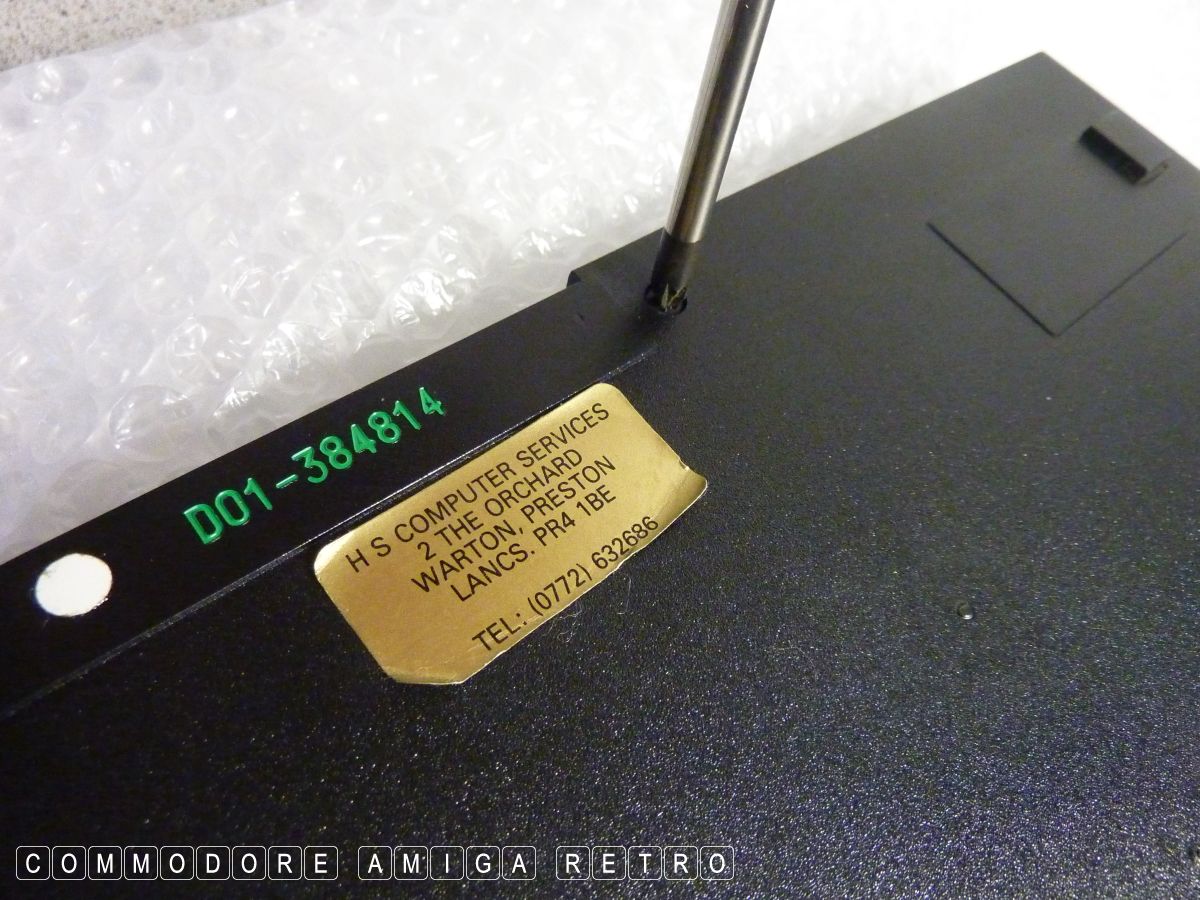 D01-384814
H S COMPUTER SERVICES
2 THE ORCHARD
WARTON, PRESTON
LANCS. PR4 1BE
TEL: (0772) 632686
COMMODORE AMIGA RETRO